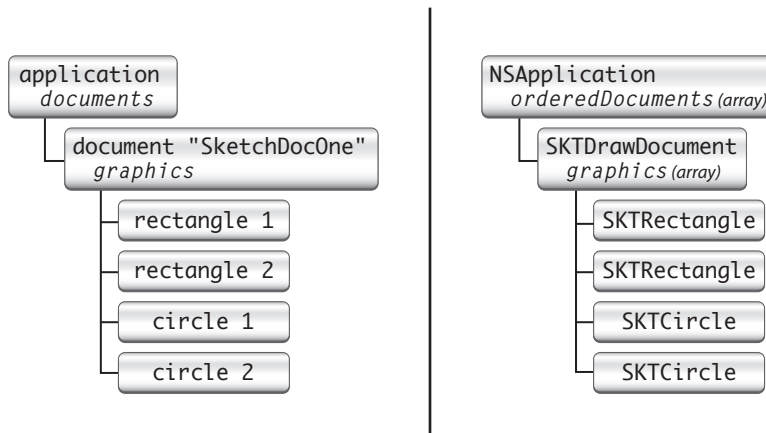 application
documents
document "SketchDocOne"
graphics
rectangle 1
rectangle 2
circle 1
circle 2
NSApplication
orderedDocuments (array)
SKTDrawDocument
graphics (array)
SKTRectangle
SKTRectangle
SKTCircle
SKTCircle